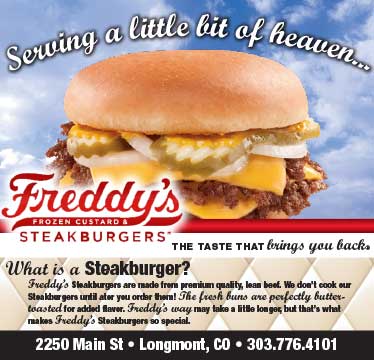 Serving a little bit of heaven...
Freddy's
FROZEN CUSTARD &
STEAKBURGERS
THE TASTE THAT brings you back.
What is a Steakburger?
Freddy's Steakburgers are made from premium quality, lean beef. We don't cook our
Steakburgers until ater you order them! The fresh buns are perfectly butter-
toasted for added flavor. Freddy's way may take a little longer, but that's what
makes Freddy's Steakburgers so special.
2250 Main St • Longmont, CO • 303.776.4101